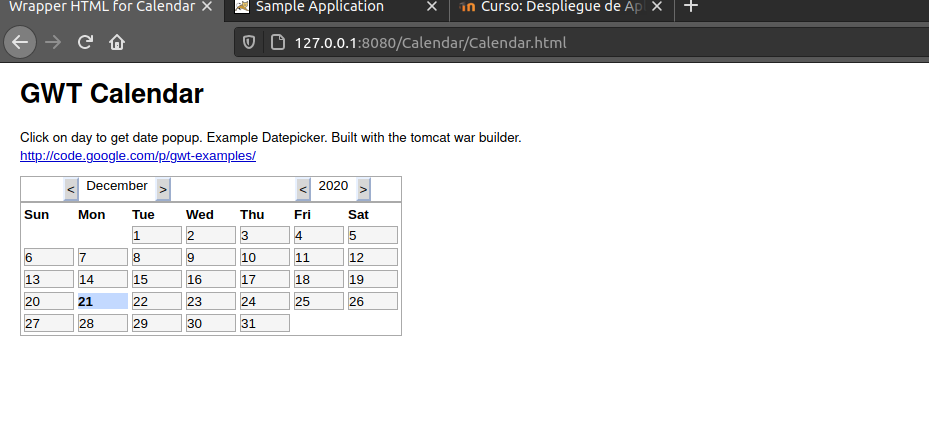 Wrapper HTML for Calendar Sample Application Curso: Despliegue de Apl
127.0.0.1:8080/Calendar/Calendar.html
GWT Calendar
Click on day to get date popup. Example Datepicker. Built with the tomcat war builder.
http://code.google.com/p/gwt-examples/
< December > < 2020 >
Sun Mon Tue Wed Thu Fri Sat
1 2 3 4 5
6 7 8 9 10 11 12
13 14 15 16 17 18 19
20 21 22 23 24 25 26
27 28 29 30 31